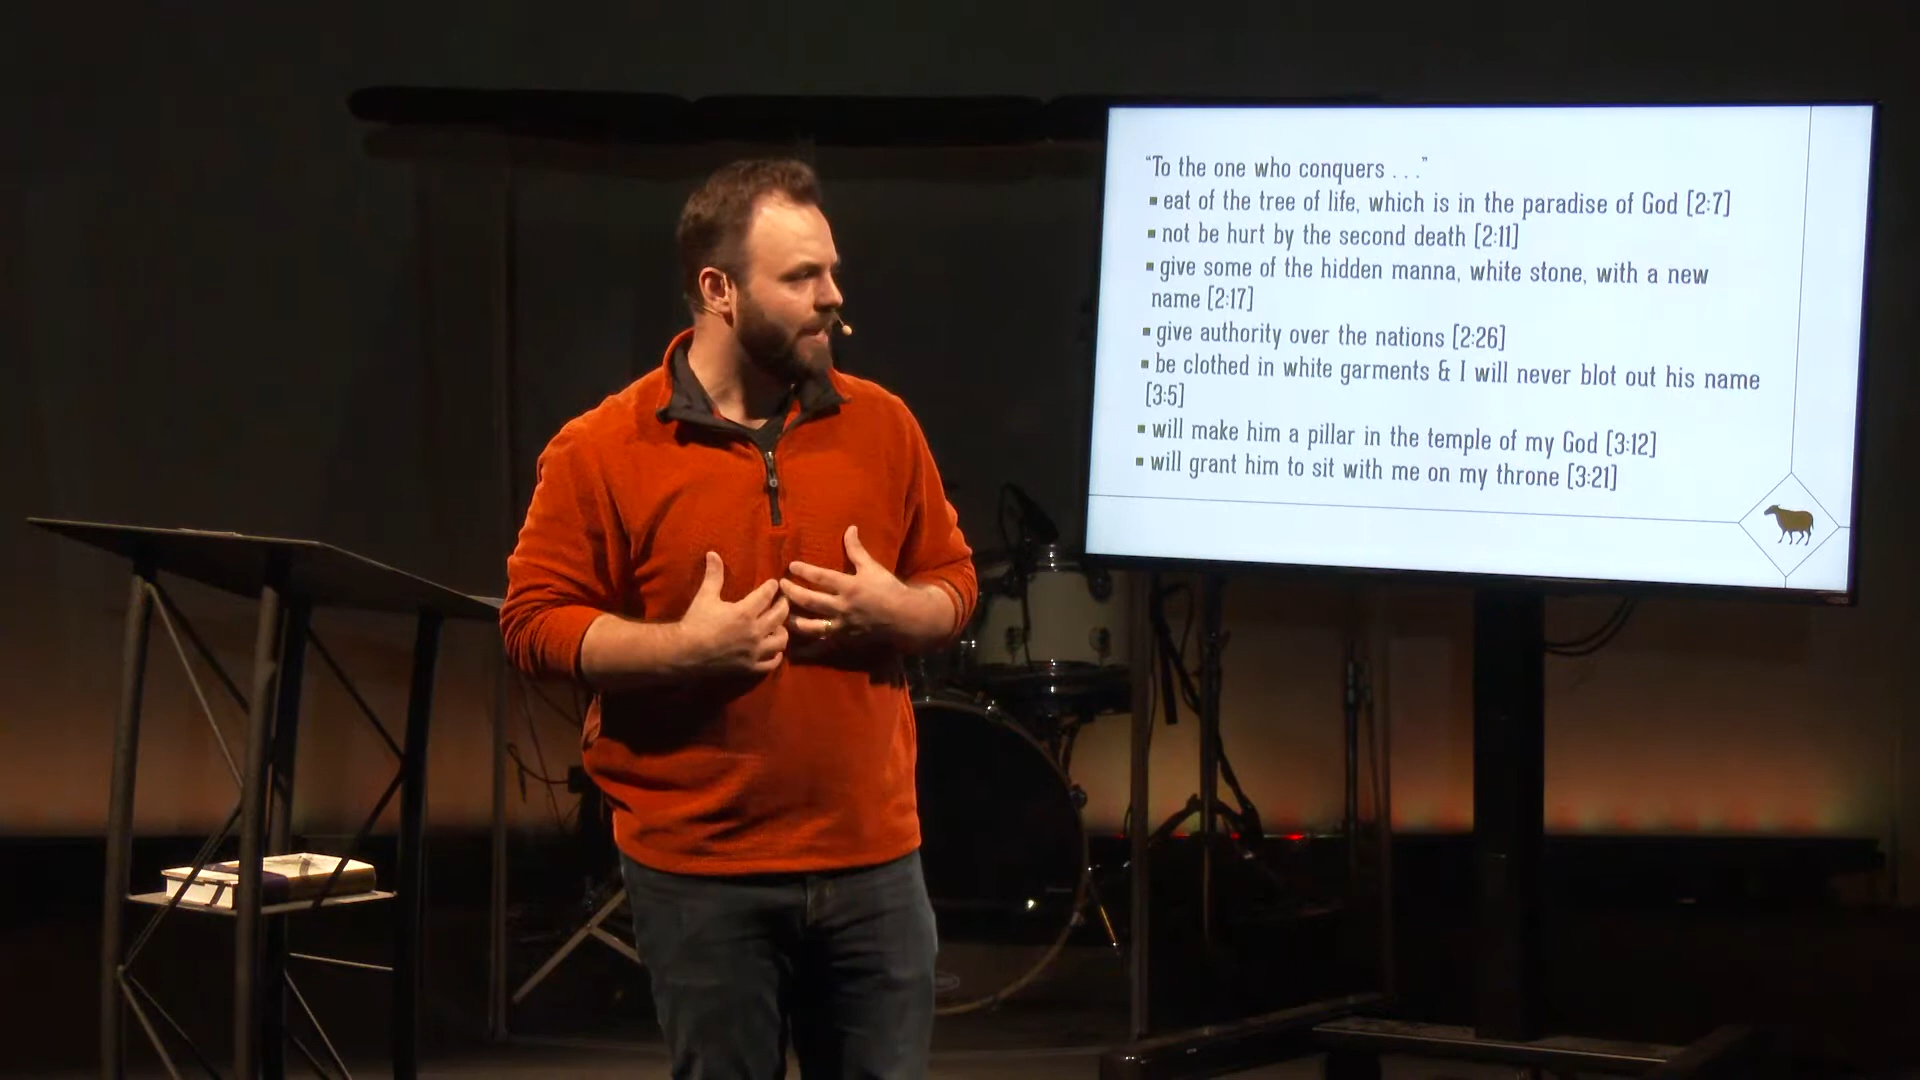 “To the one who conquers . . .”
▪ eat of the tree of life, which is in the paradise of God [2:7]
▪ not be hurt by the second death [2:11]
▪ give some of the hidden manna, white stone, with a new
name [2:17]
▪ give authority over the nations [2:26]
▪ be clothed in white garments & I will never blot out his name
[3:5]
▪ will make him a pillar in the temple of my God [3:12]
▪ will grant him to sit with me on my throne [3:21]